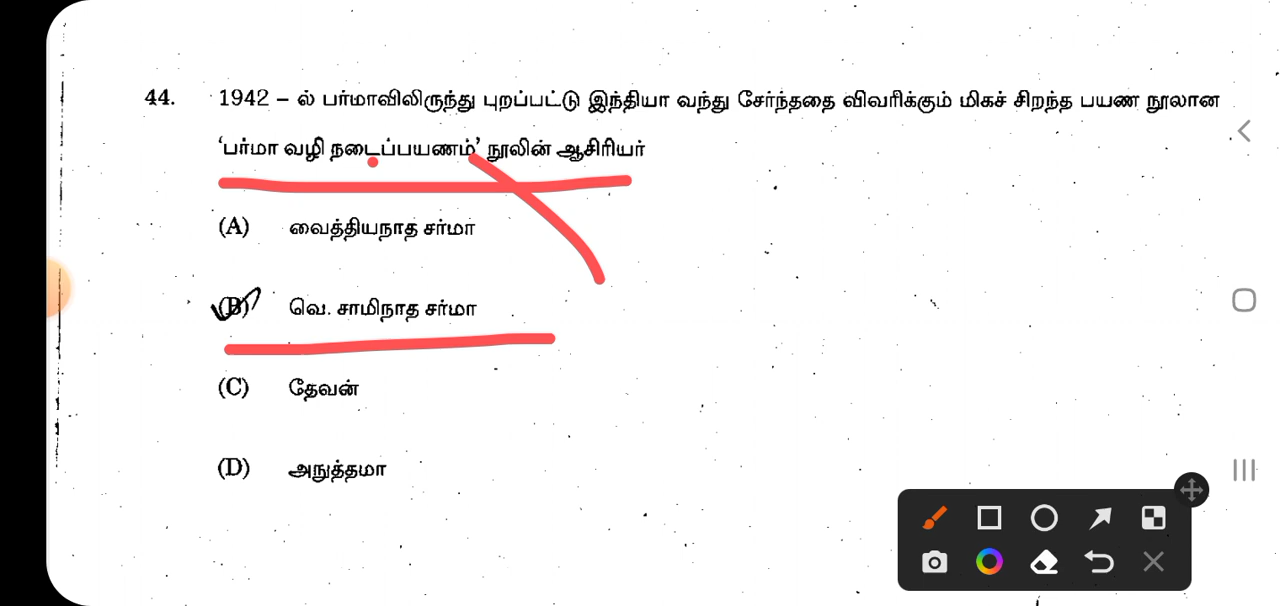 44. 1942 – ல் பர்மாவிலிருந்து புறப்பட்டு இந்தியா வந்து சேர்ந்ததை விவரிக்கும் மிகச் சிறந்த பயண நூலான
‘பர்மா வழி நடைப்பயணம்’ நூலின் ஆசிரியர்
(A) வைத்தியநாத சர்மா
(B) வெ. சாமிநாத சர்மா
(C) தேவன்
(D) அநுத்தமா